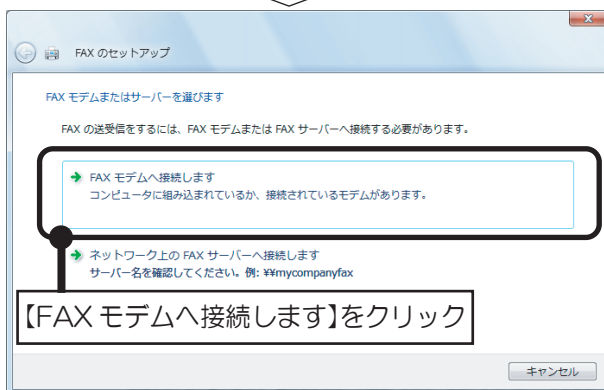 FAX のセットアップ
FAX モデムまたはサーバーを選びます
FAX の送受信をするには、FAX モデムまたは FAX サーバーへ接続する必要があります。
FAX モデムへ接続します
コンピュータに組み込まれているか、接続されているモデムがあります。
ネットワーク上の FAX サーバーへ接続します
サーバー名を確認してください。例: ¥¥mycompanyfax
【FAX モデムへ接続します】をクリック
キャンセル